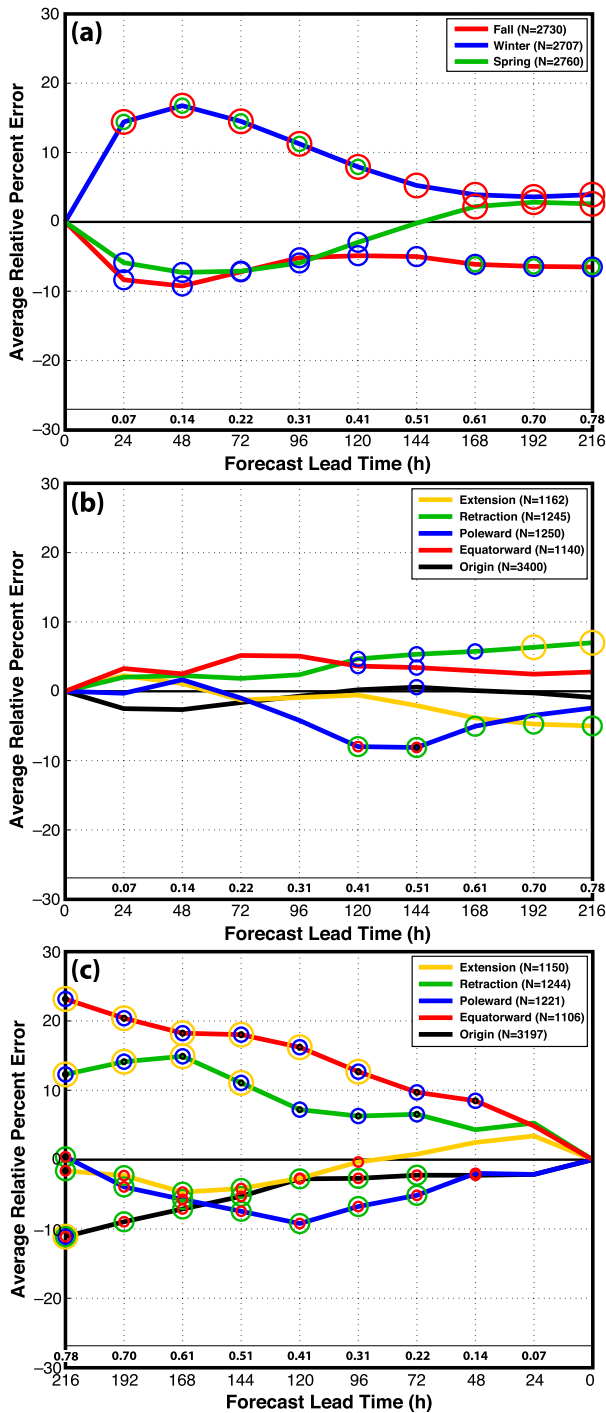 (a)
Fall (N=2730)
Winter (N=2707)
Spring (N=2760)
Average Relative Percent Error
30
20
10
0
−10
−20
−30
0.07 0.14 0.22 0.31 0.41 0.51 0.61 0.70 0.78
0 24 48 72 96 120 144 168 192 216
Forecast Lead Time (h)
(b)
Extension (N=1162)
Retraction (N=1245)
Poleward (N=1250)
Equatorward (N=1140)
Origin (N=3400)
Average Relative Percent Error
30
20
10
0
−10
−20
−30
0.07 0.14 0.22 0.31 0.41 0.51 0.61 0.70 0.78
0 24 48 72 96 120 144 168 192 216
Forecast Lead Time (h)
(c)
Extension (N=1150)
Retraction (N=1244)
Poleward (N=1221)
Equatorward (N=1106)
Origin (N=3197)
Average Relative Percent Error
30
20
10
0
−10
−20
−30
0.78 0.70 0.61 0.51 0.41 0.31 0.22 0.14 0.07
216 192 168 144 120 96 72 48 24 0
Forecast Lead Time (h)